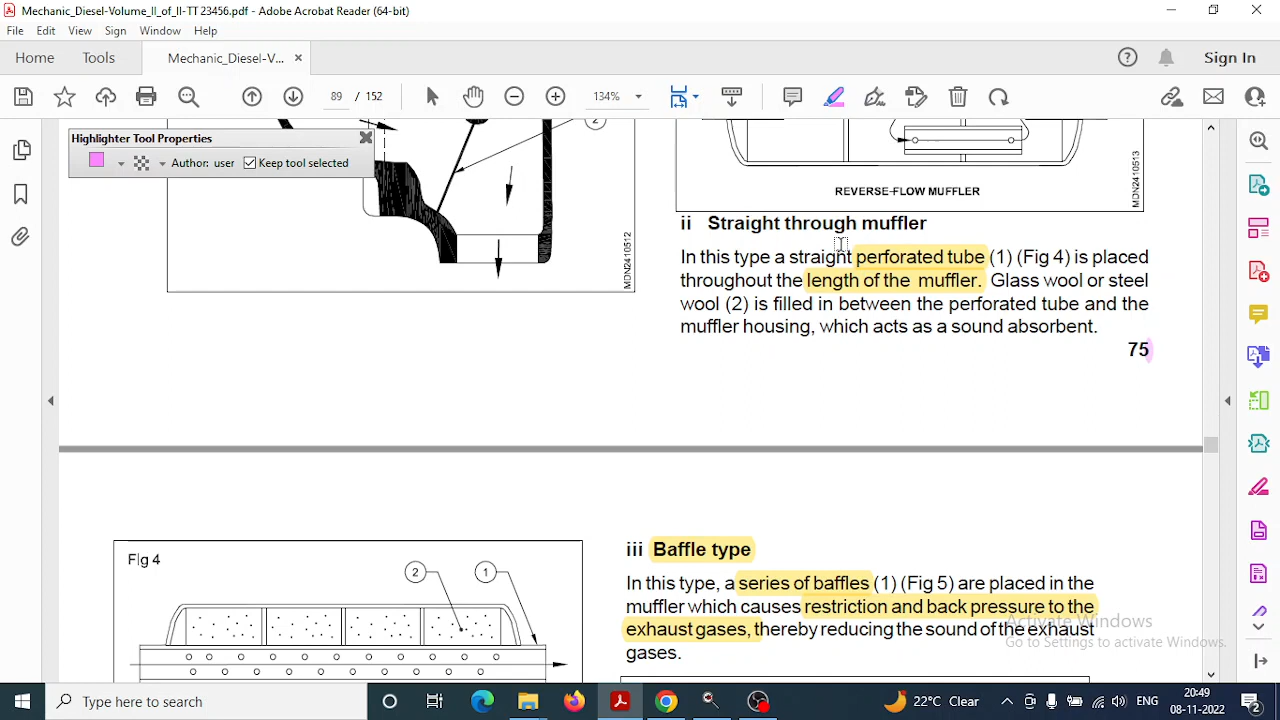 Mechanic_Diesel-Volume_II_of_II-TT 23456.pdf - Adobe Acrobat Reader (64-bit)
File Edit View Sign Window Help
Home Tools Mechanic_Diesel-V... × Sign In
89 / 152 134%
Highlighter Tool Properties
Author: user Keep tool selected
2
MDN2410512
REVERSE-FLOW MUFFLER
MDN2410513
ii Straight through muffler
In this type a straight perforated tube (1) (Fig 4) is placed
throughout the length of the muffler. Glass wool or steel
wool (2) is filled in between the perforated tube and the
muffler housing, which acts as a sound absorbent.
75
Fig 4
2 1
iii Baffle type
In this type, a series of baffles (1) (Fig 5) are placed in the
muffler which causes restriction and back pressure to the
exhaust gases, thereby reducing the sound of the exhaust
gases.
Activate Windows
Go to Settings to activate Windows.
Type here to search
22°C Clear
ENG
20:49
08-11-2022
2